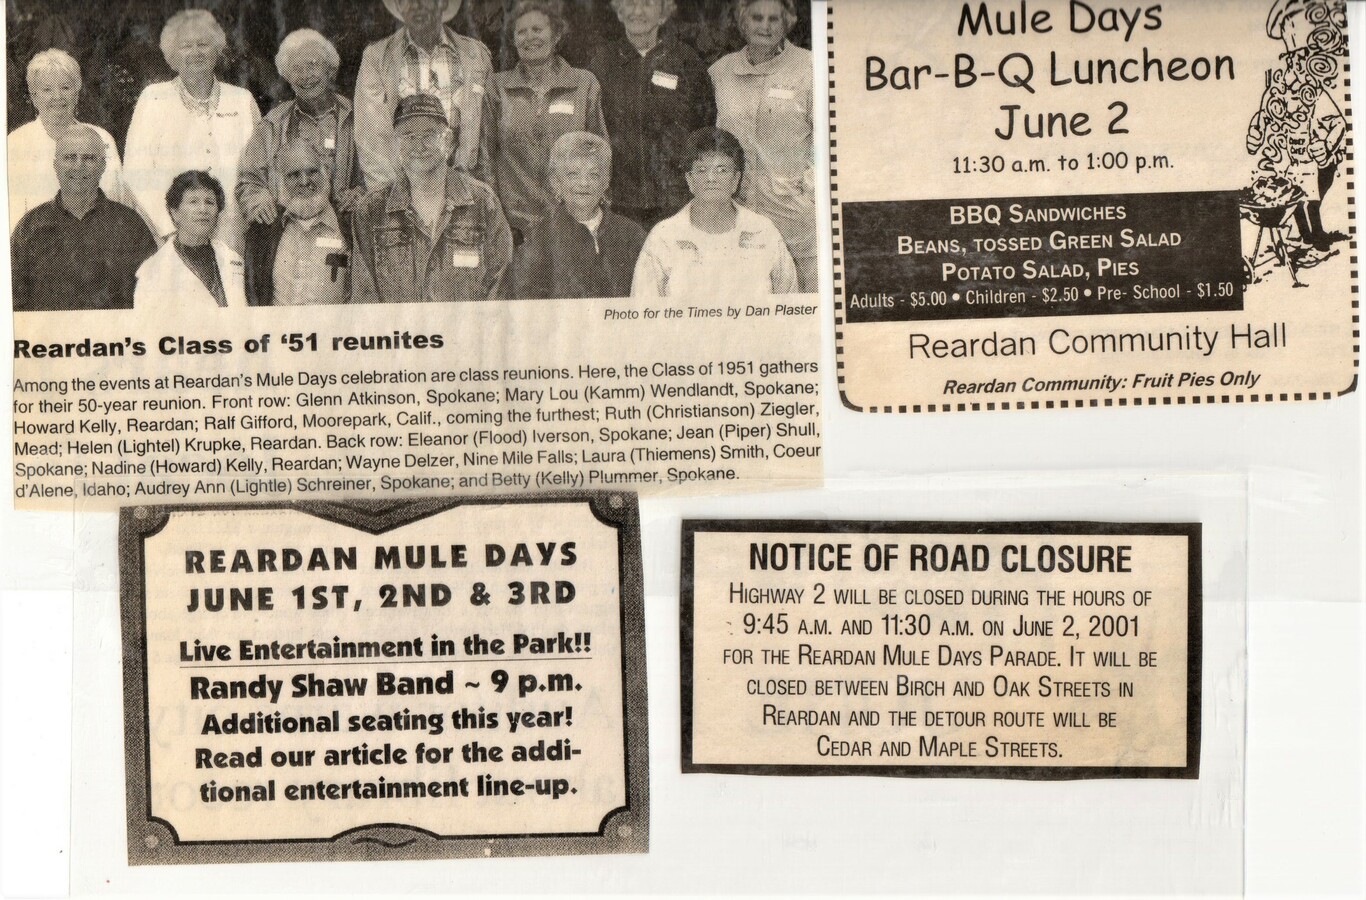 Photo for the Times by Dan Plaster
Reardan's Class of '51 reunites
Among the events at Reardan's Mule Days celebration are class reunions. Here, the Class of 1951 gathers
for their 50-year reunion. Front row: Glenn Atkinson, Spokane; Mary Lou (Kamm) Wendlandt, Spokane;
Howard Kelly, Reardan; Ralf Gifford, Moorepark, Calif., coming the furthest; Ruth (Christianson) Ziegler,
Mead; Helen (Lightel) Krupke, Reardan. Back row: Eleanor (Flood) Iverson, Spokane; Jean (Piper) Shull,
Spokane; Nadine (Howard) Kelly, Reardan; Wayne Delzer, Nine Mile Falls; Laura (Thiemens) Smith, Coeur
d'Alene, Idaho; Audrey Ann (Lightle) Schreiner, Spokane; and Betty (Kelly) Plummer, Spokane.
Mule Days
Bar-B-Q Luncheon
June 2
11:30 a.m. to 1:00 p.m.
BBQ SANDWICHES
BEANS, TOSSED GREEN SALAD
POTATO SALAD, PIES
Adults - $5.00 • Children - $2.50 • Pre- School - $1.50
Reardan Community Hall
Reardan Community: Fruit Pies Only
REARDAN MULE DAYS
JUNE 1ST, 2ND & 3RD
Live Entertainment in the Park!!
Randy Shaw Band ~ 9 p.m.
Additional seating this year!
Read our article for the addi-
tional entertainment line-up.
NOTICE OF ROAD CLOSURE
HIGHWAY 2 WILL BE CLOSED DURING THE HOURS OF
9:45 A.M. AND 11:30 A.M. ON JUNE 2, 2001
FOR THE REARDAN MULE DAYS PARADE. IT WILL BE
CLOSED BETWEEN BIRCH AND OAK STREETS IN
REARDAN AND THE DETOUR ROUTE WILL BE
CEDAR AND MAPLE STREETS.